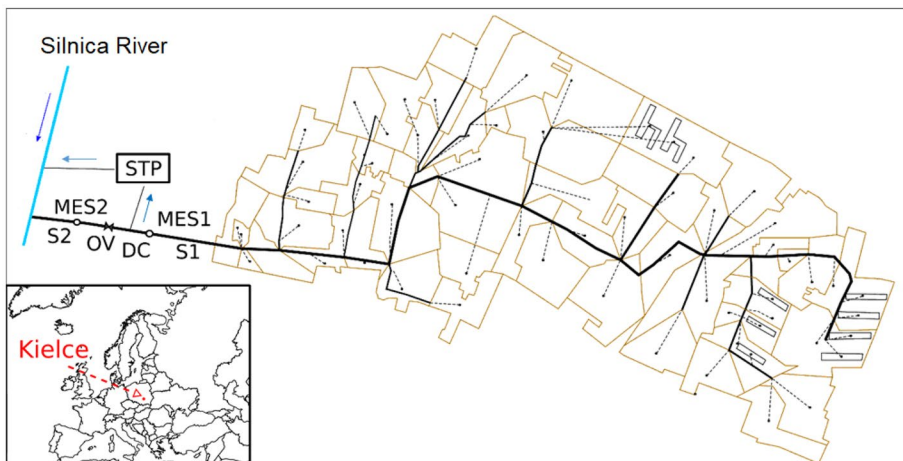 Silnica River
STP
MES2
MES1
S2
OV
DC
S1
Kielce